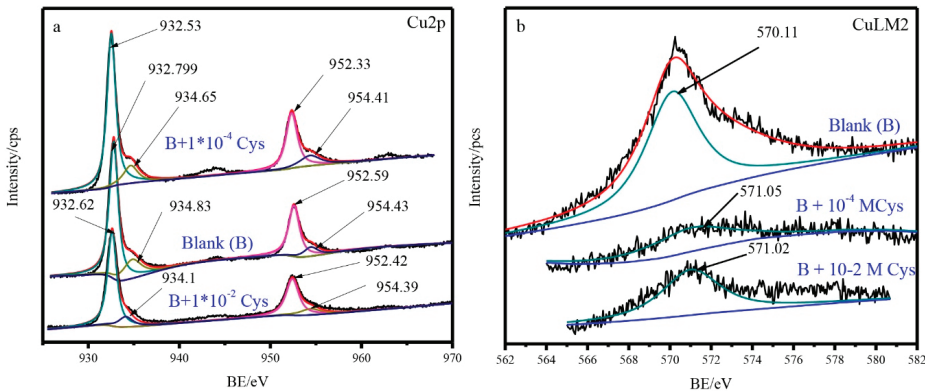 a
Cu2p
932.53
932.799
934.65
952.33
954.41
B+1*10-4 Cys
932.62
934.83
952.59
Blank (B)
954.43
934.1
952.42
B+1*10-2 Cys
954.39
Intensity/cps
930
940
950
960
970
BE/eV
b
CuLM2
570.11
Blank (B)
571.05
B + 10-4 MCys
571.02
B + 10-2 M Cys
Intensity/pcs
562
564
566
568
570
572
574
576
578
580
582
BE/eV